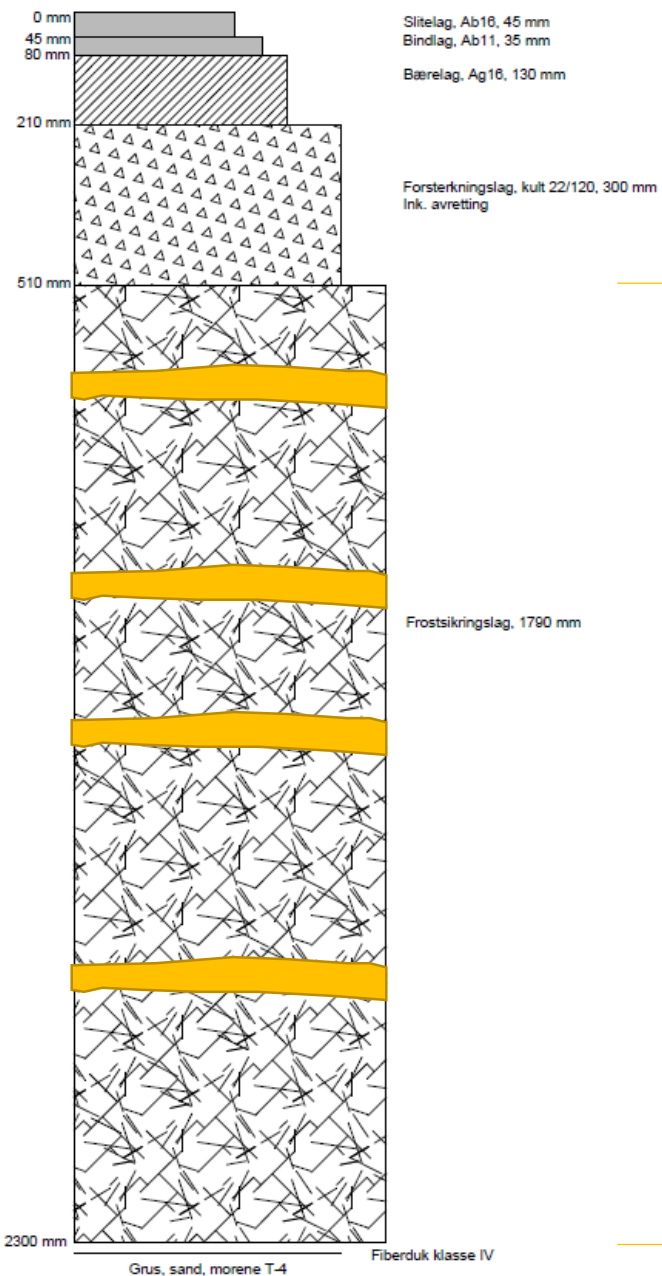 0 mm
Slitelag, Ab16, 45 mm
45 mm
Bindlag, Ab11, 35 mm
80 mm
Bærelag, Ag16, 130 mm
210 mm
Forsterkningslag, kult 22/120, 300 mm
Ink. avretting
510 mm
Frostsikringslag, 1790 mm
2300 mm
Fiberduk klasse IV
Grus, sand, morene T-4